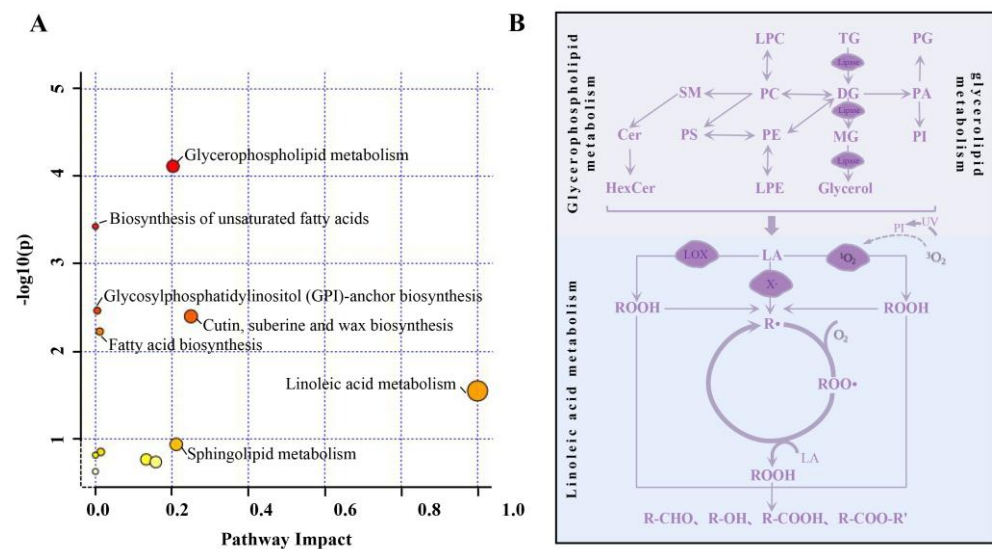 A
5
4
3
2
1
-log10(p)
Glycerophospholipid metabolism
Biosynthesis of unsaturated fatty acids
Glycosylphosphatidylinositol (GPI)-anchor biosynthesis
Cutin, suberine and wax biosynthesis
Fatty acid biosynthesis
Linoleic acid metabolism
Sphingolipid metabolism
0.0 0.2 0.4 0.6 0.8 1.0
Pathway Impact
B
Glycerophospholipid
metabolism
glycerolipid
metabolism
LPC TG PG
Lipase
SM PC DG PA
Lipase
Cer PS PE MG PI
Lipase
HexCer LPE Glycerol
Linoleic acid metabolism
PI UV
LOX LA ¹O₂ ³O₂
X·
ROOH R• ROOH
O₂
ROO•
LA
ROOH
R-CHO、R-OH、R-COOH、R-COO-R'